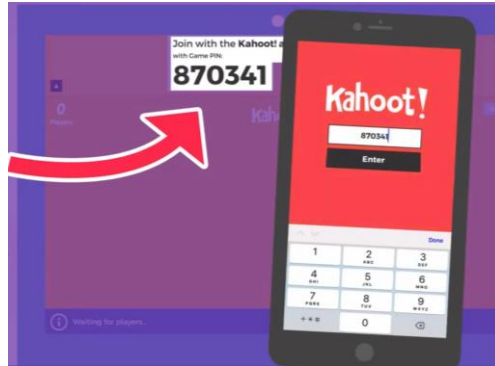 Join with the Kahoot! a
with Game PIN:
870341
0
Players
Kah
Waiting for players...
Kahoot!
870341
Enter
Done
1
2
ABC
3
DEF
4
GHI
5
JKL
6
MNO
7
PQRS
8
TUV
9
WXYZ
+*#
0